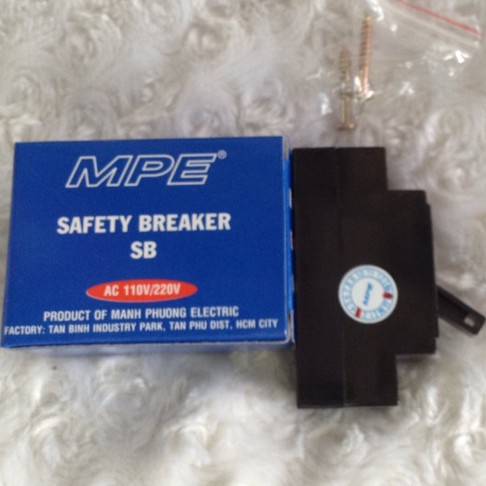 MPE®
SAFETY BREAKER
SB
AC 110V/220V
PRODUCT OF MANH PHUONG ELECTRIC
FACTORY: TAN BINH INDUSTRY PARK, TAN PHU DIST, HCM CITY
MPE